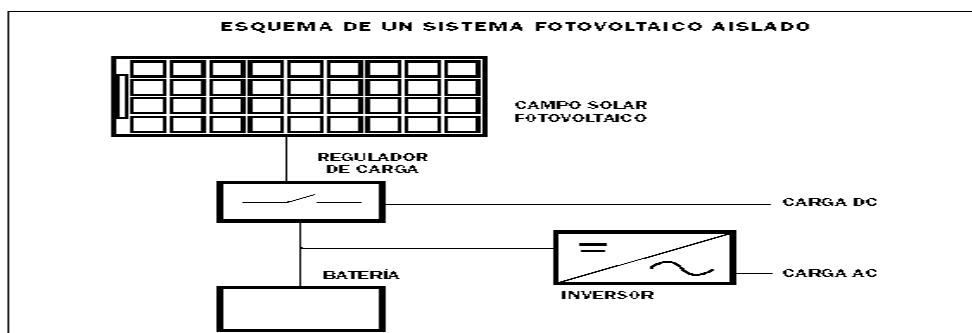 ESQUEMA DE UN SISTEMA FOTOVOLTAICO AISLADO
CAMPO SOLAR
FOTOVOLTAICO
REGULADOR
DE CARGA
CARGA DC
BATERÍA
CARGA AC
INVERSOR